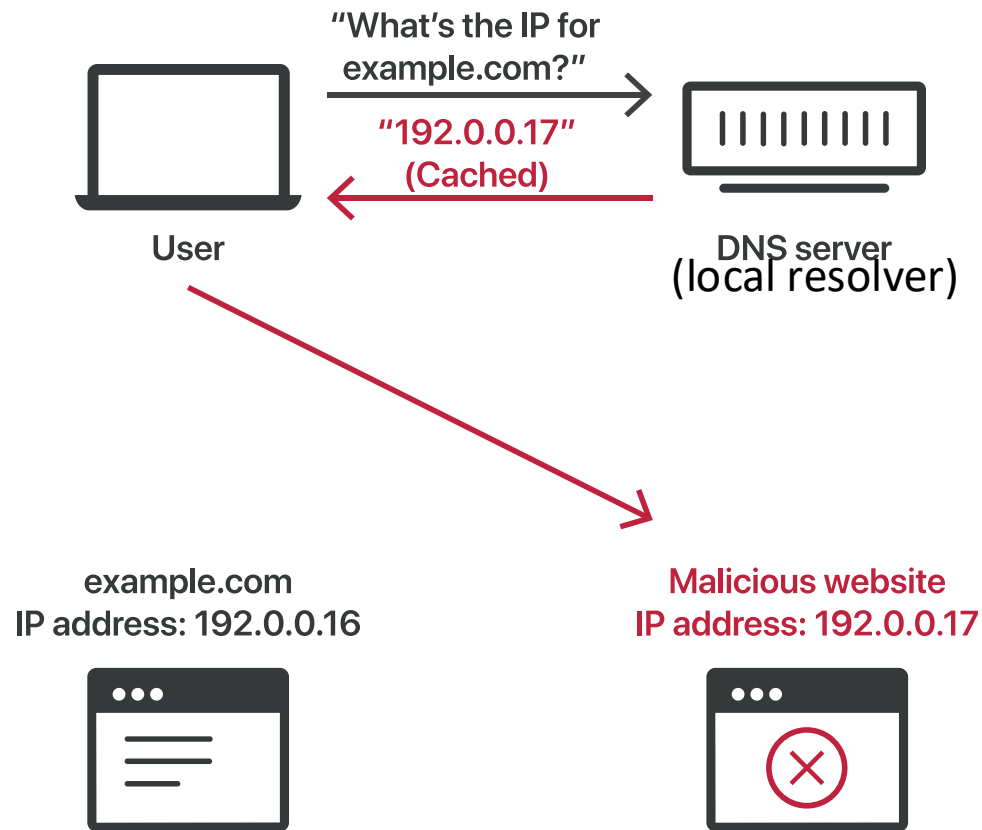 “What’s the IP for
example.com?”
“192.0.0.17”
(Cached)
User
DNS server
(local resolver)
example.com
IP address: 192.0.0.16
Malicious website
IP address: 192.0.0.17